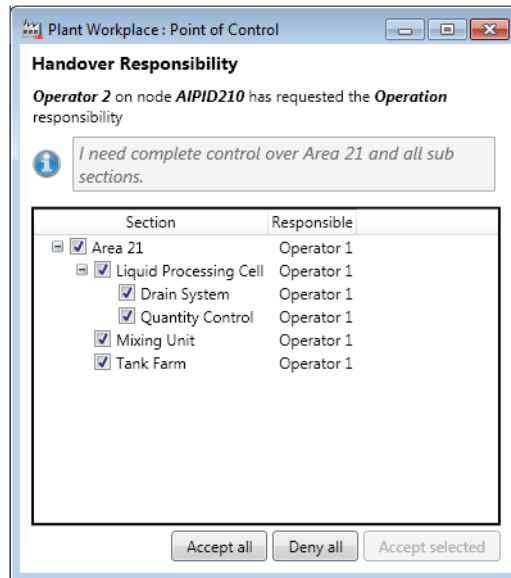 Plant Workplace : Point of Control
Handover Responsibility
Operator 2 on node AIPID210 has requested the Operation
responsibility
I need complete control over Area 21 and all sub
sections.
Section Responsible
Area 21 Operator 1
Liquid Processing Cell Operator 1
Drain System Operator 1
Quantity Control Operator 1
Mixing Unit Operator 1
Tank Farm Operator 1
Accept all Deny all Accept selected